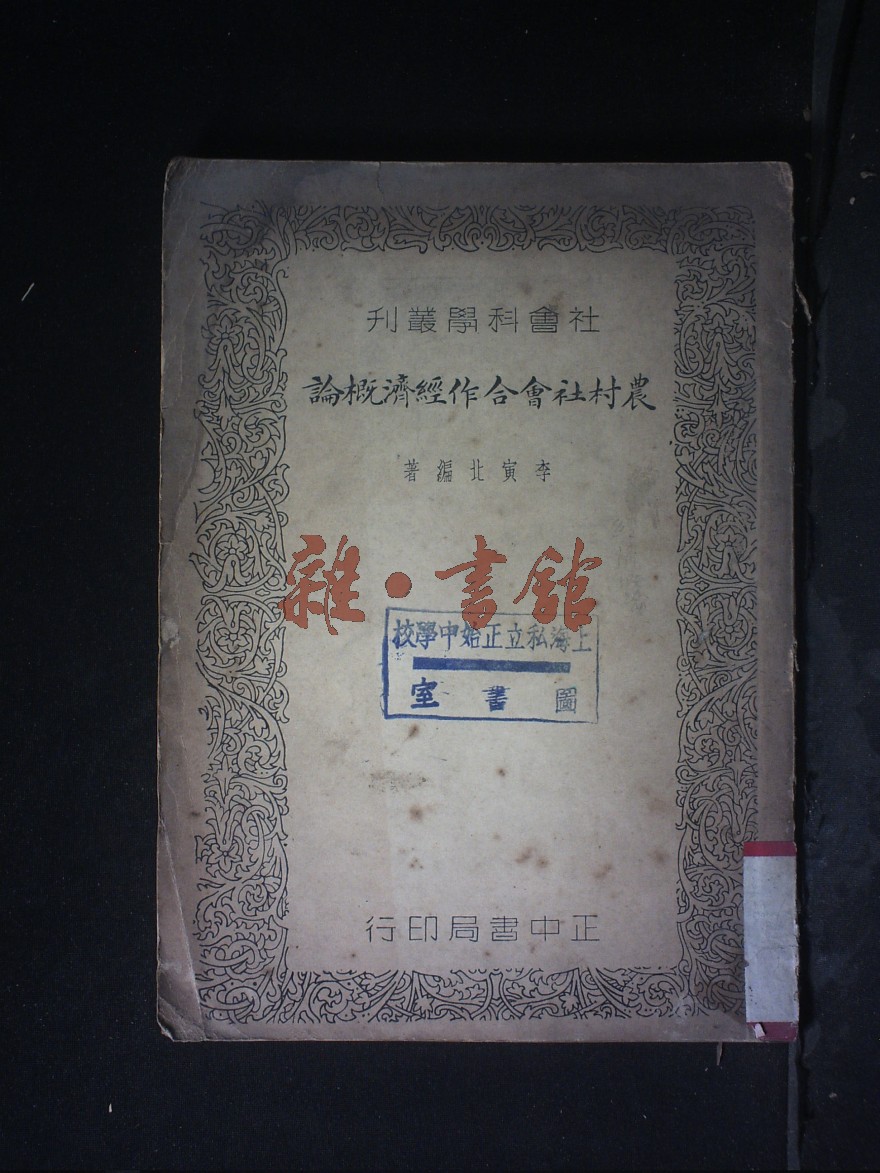 社會科學叢刊
農村社會合作經濟概論
李寅北編著
雜·書館
上海私立正始中學校
圖書室
正中書局印行